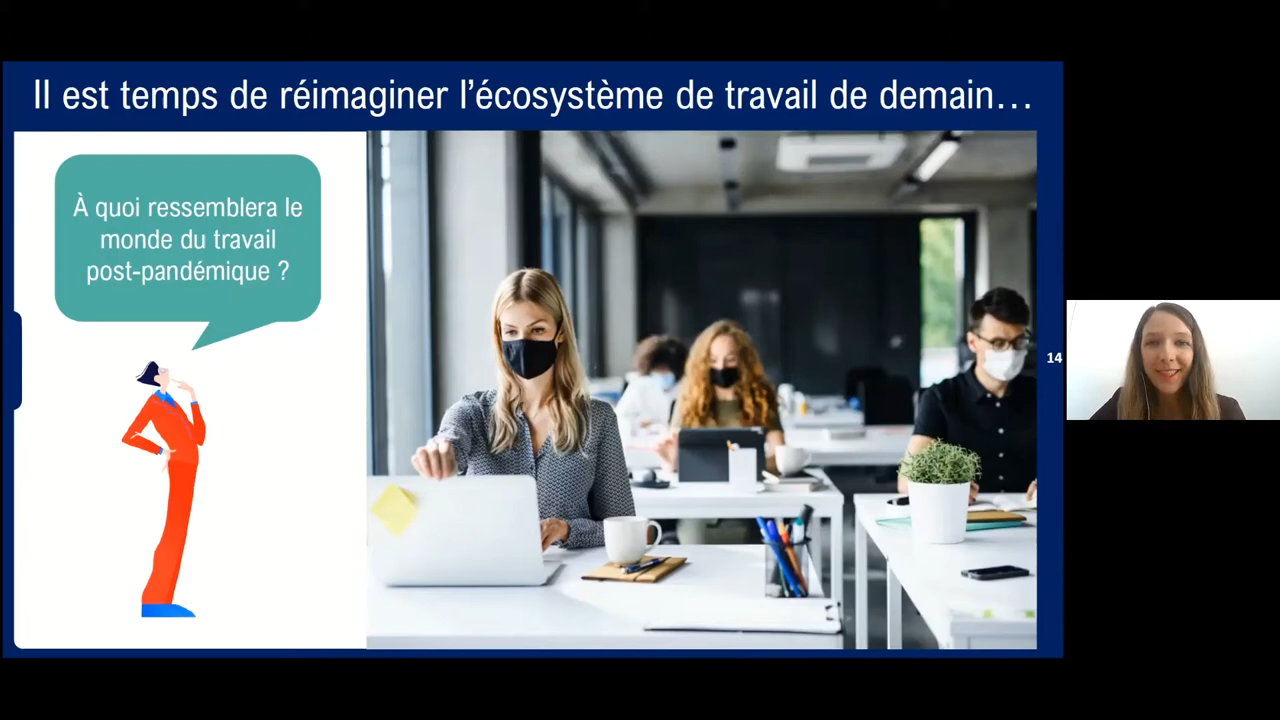 Il est temps de réimaginer l'écosystème de travail de demain…
À quoi ressemblera le
monde du travail
post-pandémique ?
14